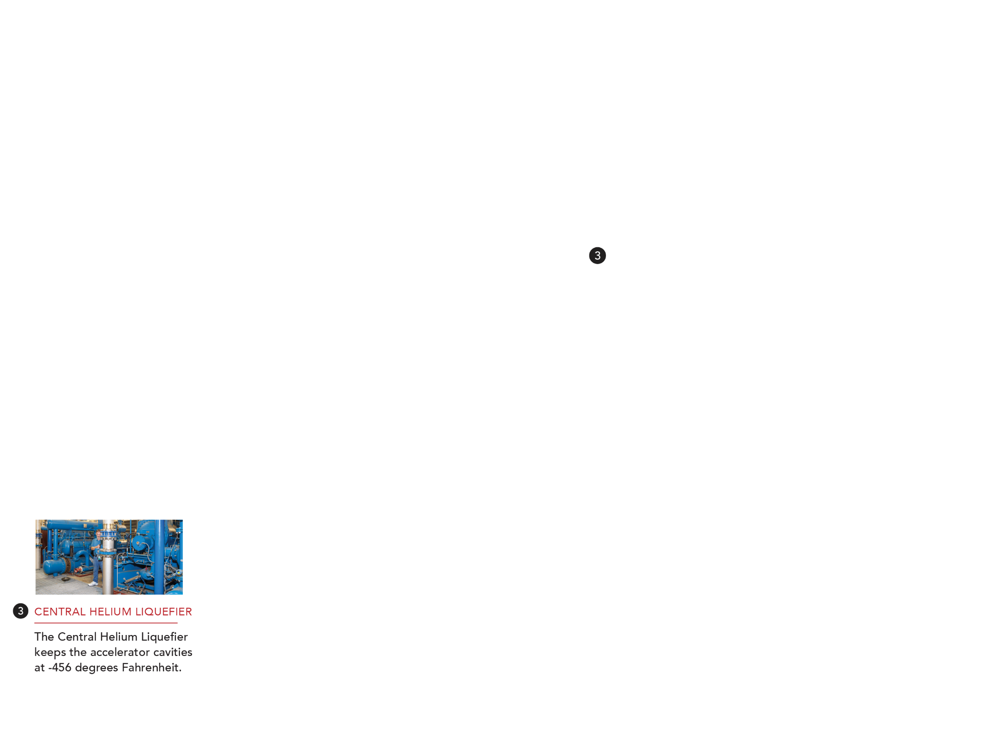 3
3
CENTRAL HELIUM LIQUEFIER
The Central Helium Liquefier
keeps the accelerator cavities
at -456 degrees Fahrenheit.